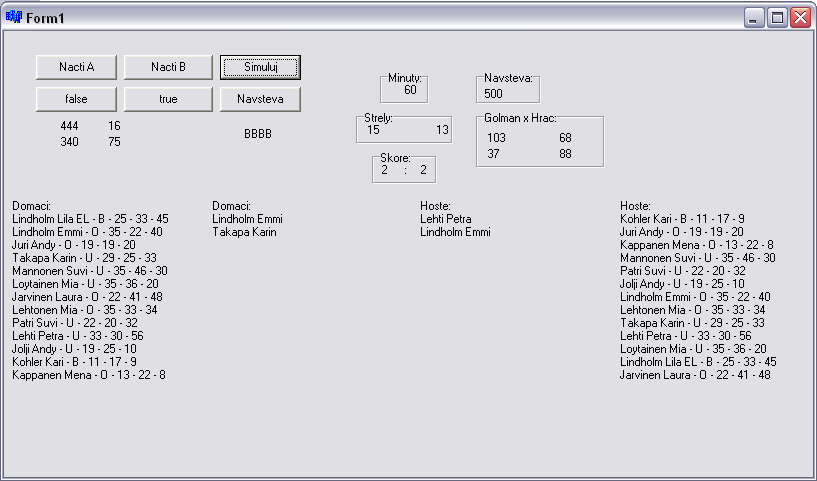 Form1
Nacti A
Nacti B
Simuluj
false
true
Navsteva
444 16
340 75
BBBB
Minuty:
60
Navsteva:
500
Strely:
15 13
Golman x Hrac:
103 68
37 88
Skore:
2 : 2
Domaci:
Lindholm Lila EL - B - 25 - 33 - 45
Lindholm Emmi - O - 35 - 22 - 40
Juri Andy - O - 19 - 19 - 20
Takapa Karin - U - 29 - 25 - 33
Mannonen Suvi - U - 35 - 46 - 30
Loytainen Mia - U - 35 - 36 - 20
Jarvinen Laura - O - 22 - 41 - 48
Lehtonen Mia - O - 35 - 33 - 34
Patri Suvi - U - 22 - 20 - 32
Lehti Petra - U - 33 - 30 - 56
Jolji Andy - U - 19 - 25 - 10
Kohler Kari - B - 11 - 17 - 9
Kappanen Mena - O - 13 - 22 - 8
Domaci:
Lindholm Emmi
Takapa Karin
Hoste:
Lehti Petra
Lindholm Emmi
Hoste:
Kohler Kari - B - 11 - 17 - 9
Juri Andy - O - 19 - 19 - 20
Kappanen Mena - O - 13 - 22 - 8
Mannonen Suvi - U - 35 - 46 - 30
Patri Suvi - U - 22 - 20 - 32
Jolji Andy - U - 19 - 25 - 10
Lindholm Emmi - O - 35 - 22 - 40
Lehtonen Mia - O - 35 - 33 - 34
Takapa Karin - U - 29 - 25 - 33
Lehti Petra - U - 33 - 30 - 56
Loytainen Mia - U - 35 - 36 - 20
Lindholm Lila EL - B - 25 - 33 - 45
Jarvinen Laura - O - 22 - 41 - 48